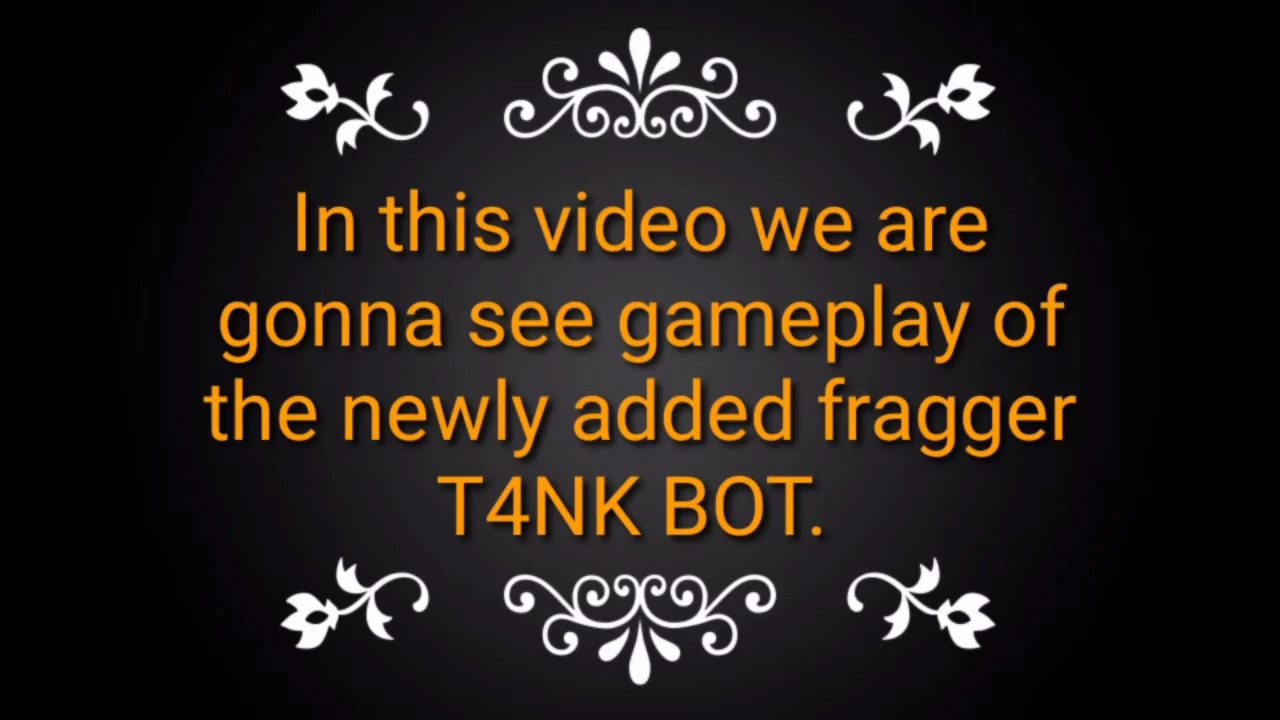 In this video we are
gonna see gameplay of
the newly added fragger
T4NK BOT.